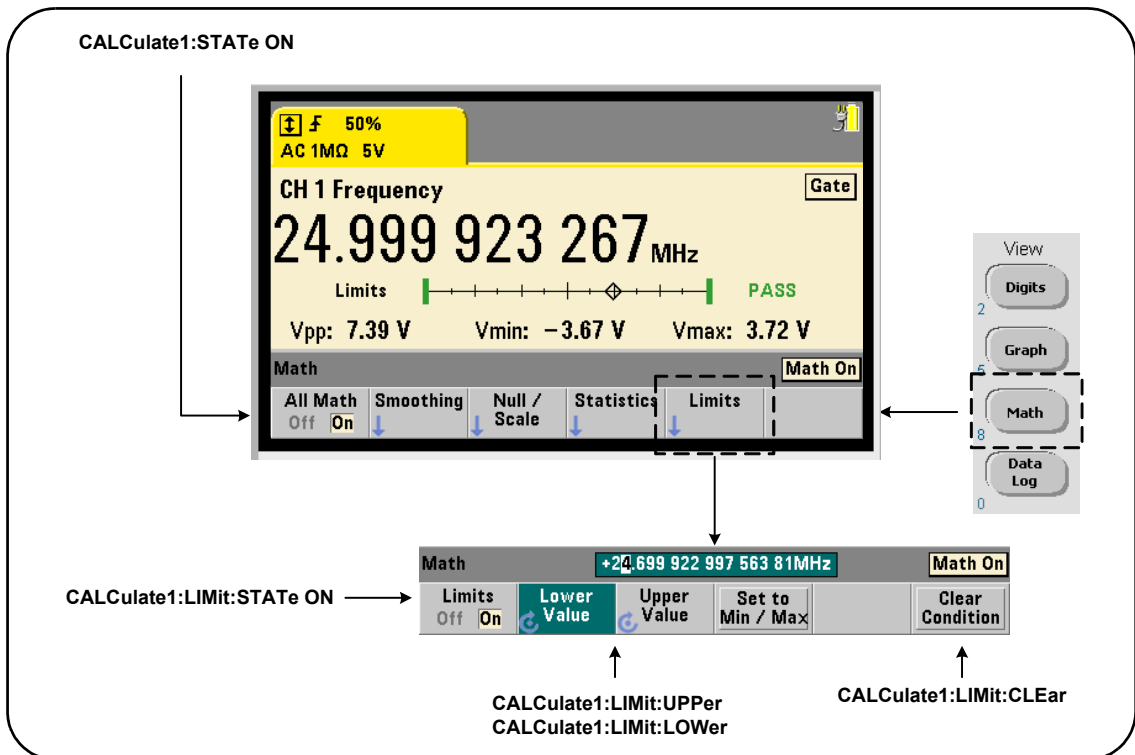 CALCulate1:STATe ON
50%
AC 1MΩ 5V
CH 1 Frequency
Gate
24.999 923 267 MHz
Limits
PASS
Vpp: 7.39 V Vmin: −3.67 V Vmax: 3.72 V
Math
Math On
All Math
Off On
Smoothing
Null /
Scale
Statistics
Limits
View
Digits
2
Graph
5
Math
8
Data
Log
0
Math
+24.699 922 997 563 81MHz
Math On
CALCulate1:LIMit:STATe ON
Limits
Off On
Lower
Value
Upper
Value
Set to
Min / Max
Clear
Condition
CALCulate1:LIMit:UPPer
CALCulate1:LIMit:LOWer
CALCulate1:LIMit:CLEar